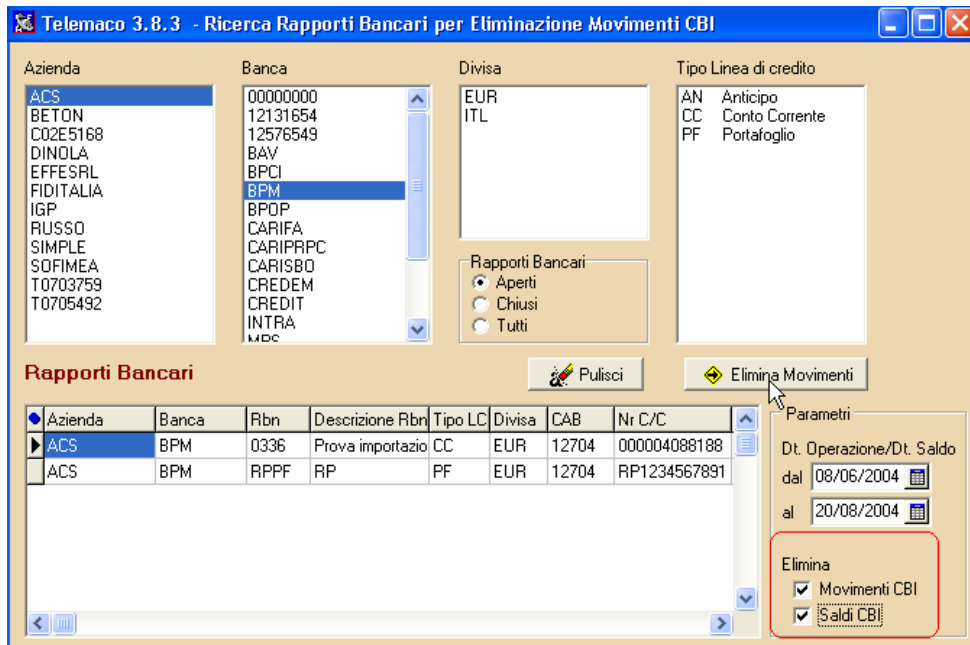 Telemaco 3.8.3 - Ricerca Rapporti Bancari per Eliminazione Movimenti CBI
Azienda
ACS
BETON
C02E5168
DINOLA
EFFESRL
FIDITALIA
IGP
RUSSO
SIMPLE
SOFIMEA
T0703759
T0705492
Banca
00000000
12131654
12576549
BAV
BPCI
BPM
BPOP
CARIFA
CARIPRPC
CARISBO
CREDEM
CREDIT
INTRA
MPS
Divisa
EUR
ITL
Rapporti Bancari
Aperti
Chiusi
Tutti
Tipo Linea di credito
AN Anticipo
CC Conto Corrente
PF Portafoglio
Rapporti Bancari
Pulisci
Elimina Movimenti
Azienda Banca Rbn Descrizione Rbn Tipo LC Divisa CAB Nr C/C
ACS BPM 0336 Prova importazio CC EUR 12704 000004088188
ACS BPM RPPF RP PF EUR 12704 RP1234567891
Parametri
Dt. Operazione/Dt. Saldo
dal 08/06/2004
al 20/08/2004
Elimina
Movimenti CBI
Saldi CBI